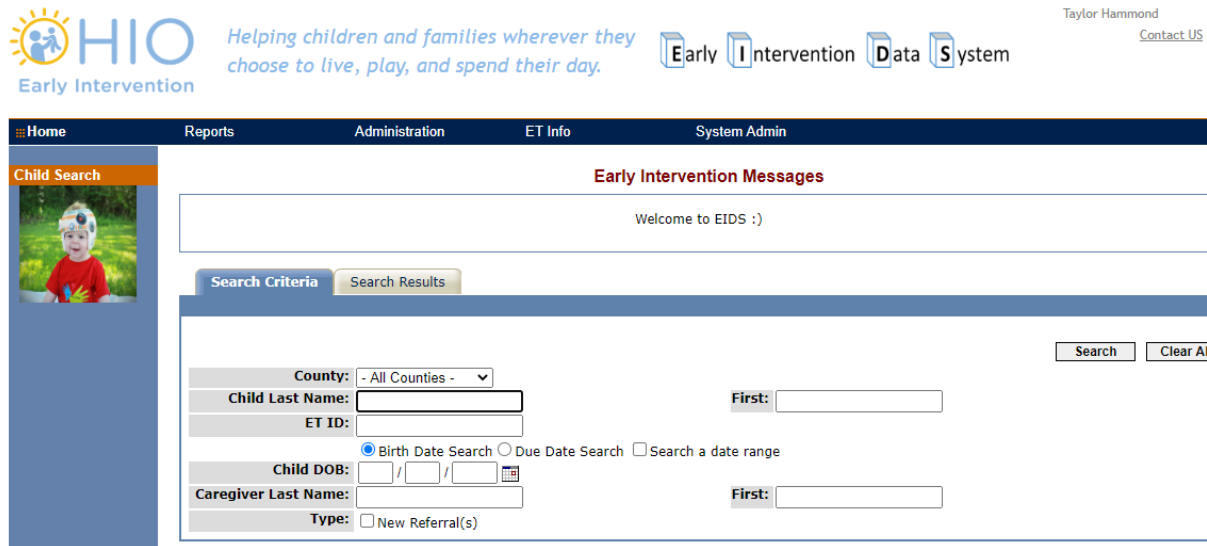 Taylor Hammond
Contact US
OHIO
Early Intervention
Helping children and families wherever they
choose to live, play, and spend their day.
Early Intervention Data System
Home Reports Administration ET Info System Admin
Child Search
Early Intervention Messages
Welcome to EIDS :)
Search Criteria Search Results
Search Clear Al
County: - All Counties -
Child Last Name: First:
ET ID:
Birth Date Search Due Date Search Search a date range
Child DOB: / /
Caregiver Last Name: First:
Type: New Referral(s)